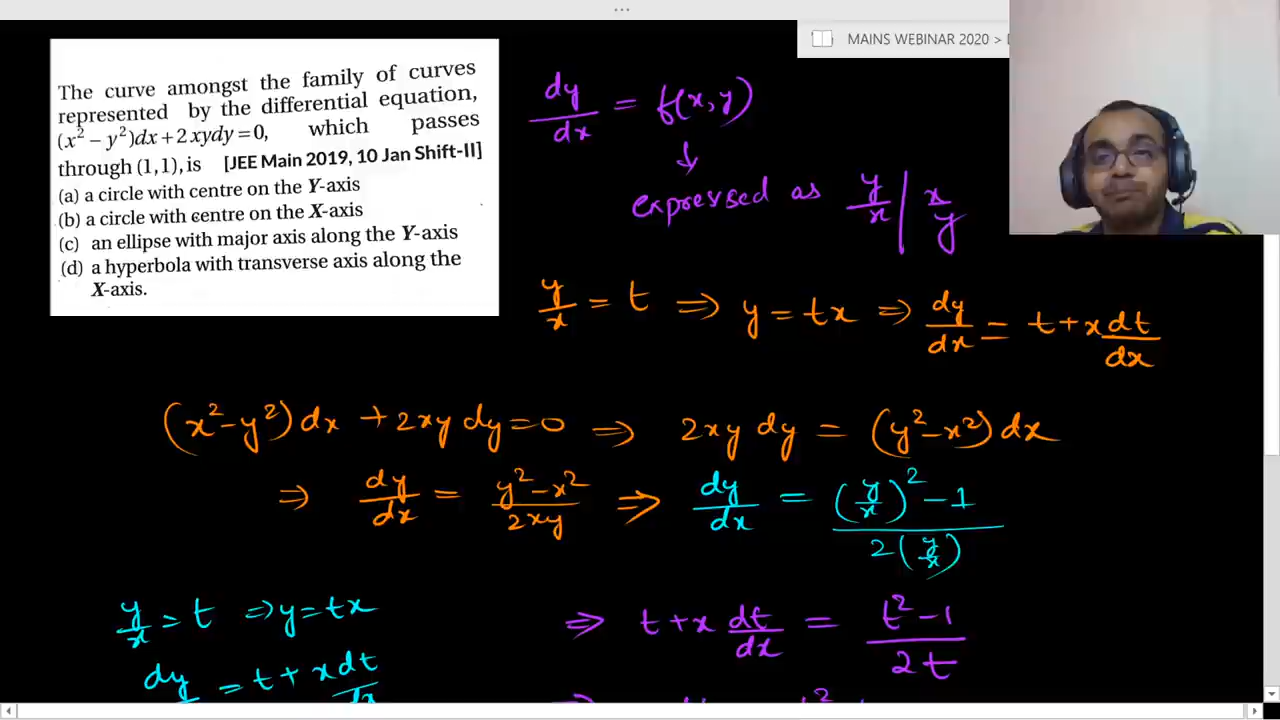 MAINS WEBINAR 2020 >
The curve amongst the family of curves
represented by the differential equation,
(x² − y²)dx + 2xydy = 0, which passes
through (1,1), is [JEE Main 2019, 10 Jan Shift-II]
(a) a circle with centre on the Y-axis
(b) a circle with centre on the X-axis
(c) an ellipse with major axis along the Y-axis
(d) a hyperbola with transverse axis along the
X-axis.
dy/dx = f(x,y)
↓
expressed as y/x | x/y
y/x = t ⇒ y = tx ⇒ dy/dx = t + x dt/dx
(x²-y²) dx + 2xy dy = 0 ⇒ 2xy dy = (y²-x²) dx
⇒ dy/dx = (y²-x²)/2xy ⇒ dy/dx = ((y/x)² - 1)/(2(y/x))
y/x = t ⇒ y = tx
⇒ t + x dt/dx = (t²-1)/2t
dy = t + x dt/dx